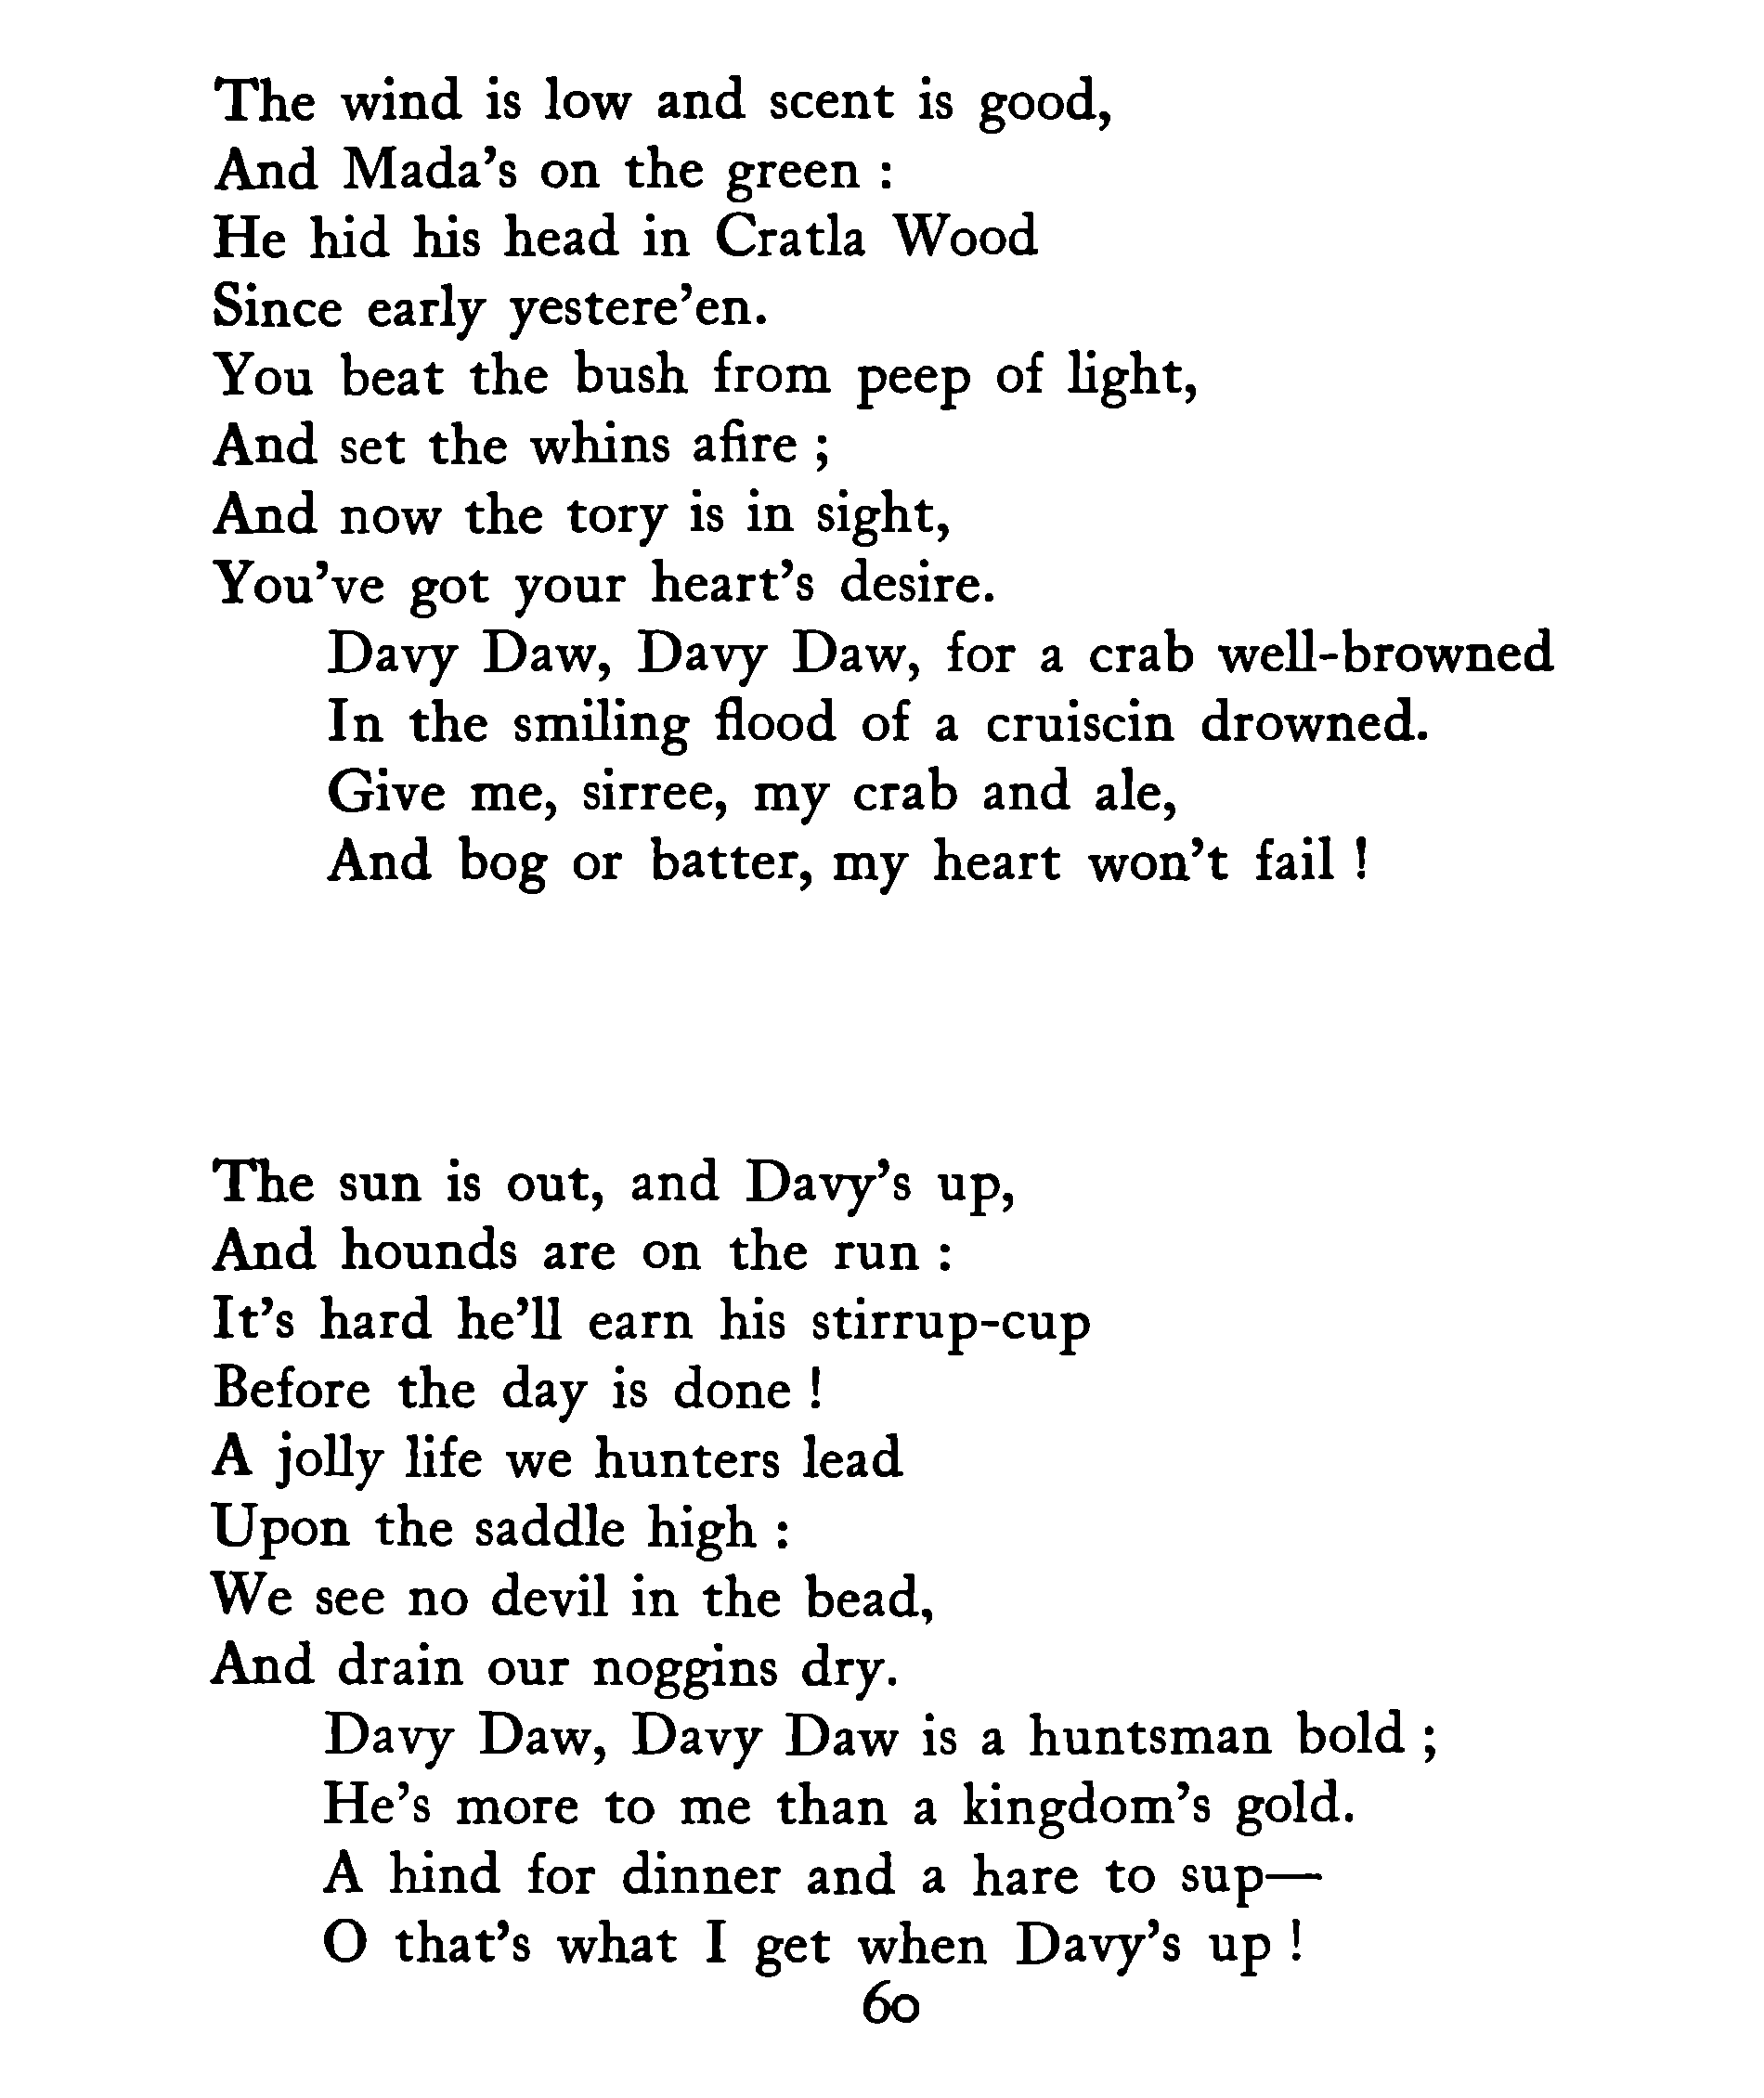 The wind is low and scent is good,
And Mada's on the green :
He hid his head in Cratla Wood
Since early yestere'en.
You beat the bush from peep of light,
And set the whins afire ;
And now the tory is in sight,
You've got your heart's desire.
Davy Daw, Davy Daw, for a crab well-browned
In the smiling flood of a cruiscin drowned.
Give me, sirree, my crab and ale,
And bog or batter, my heart won't fail !
The sun is out, and Davy's up,
And hounds are on the run :
It's hard he'll earn his stirrup-cup
Before the day is done !
A jolly life we hunters lead
Upon the saddle high :
We see no devil in the bead,
And drain our noggins dry.
Davy Daw, Davy Daw is a huntsman bold ;
He's more to me than a kingdom's gold.
A hind for dinner and a hare to sup—
O that's what I get when Davy's up !
60